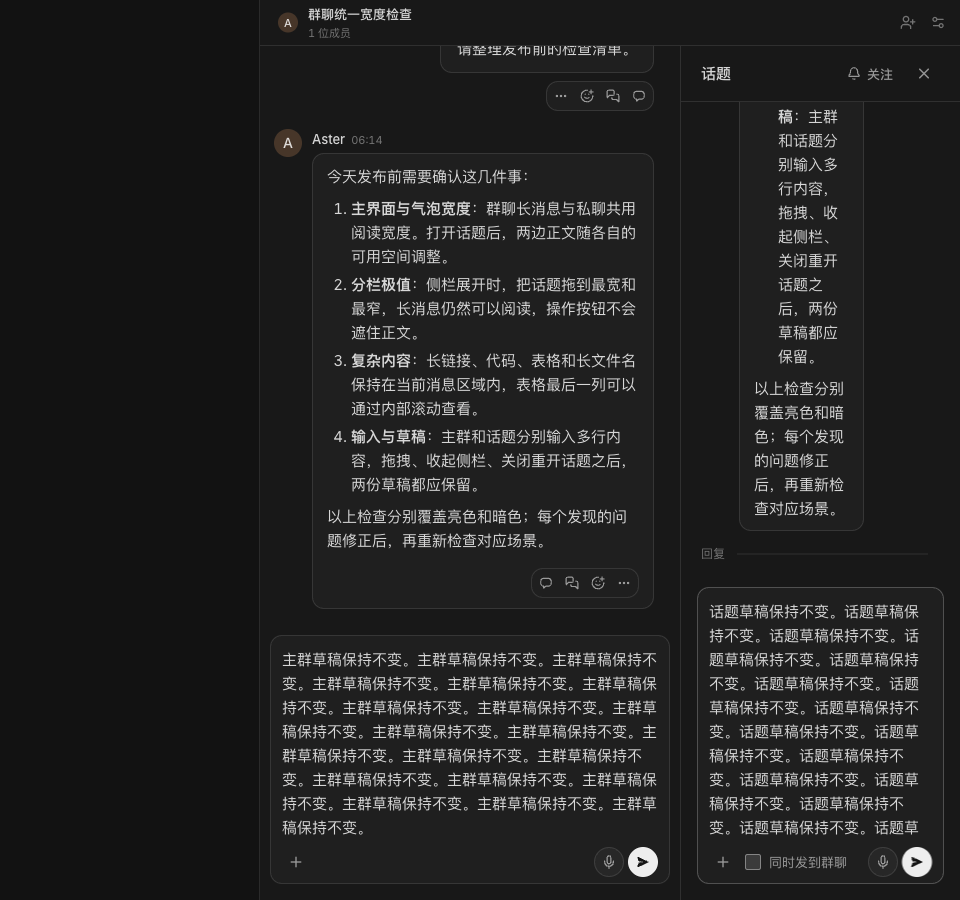 A
群聊统一宽度检查
1 位成员
请整理发布前的检查清单。
A
Aster 06:14
今天发布前需要确认这几件事：
1. 主界面与气泡宽度：群聊长消息与私聊共用
阅读宽度。打开话题后，两边正文随各自的
可用空间调整。
2. 分栏极值：侧栏展开时，把话题拖到最宽和
最窄，长消息仍然可以阅读，操作按钮不会
遮住正文。
3. 复杂内容：长链接、代码、表格和长文件名
保持在当前消息区域内，表格最后一列可以
通过内部滚动查看。
4. 输入与草稿：主群和话题分别输入多行内
容，拖拽、收起侧栏、关闭重开话题之后，
两份草稿都应保留。
以上检查分别覆盖亮色和暗色；每个发现的问
题修正后，再重新检查对应场景。
主群草稿保持不变。主群草稿保持不变。主群草稿保持不
变。主群草稿保持不变。主群草稿保持不变。主群草稿保
持不变。主群草稿保持不变。主群草稿保持不变。主群草
稿保持不变。主群草稿保持不变。主群草稿保持不变。主
群草稿保持不变。主群草稿保持不变。主群草稿保持不
变。主群草稿保持不变。主群草稿保持不变。主群草稿保
持不变。主群草稿保持不变。主群草稿保持不变。主群草
稿保持不变。
话题
关注
稿：主群
和话题分
别输入多
行内容，
拖拽、收
起侧栏、
关闭重开
话题之
后，两份
草稿都应
保留。
以上检查分别
覆盖亮色和暗
色；每个发现
的问题修正
后，再重新检
查对应场景。
回复
话题草稿保持不变。话题草稿保
持不变。话题草稿保持不变。话
题草稿保持不变。话题草稿保持
不变。话题草稿保持不变。话题
草稿保持不变。话题草稿保持不
变。话题草稿保持不变。话题草
稿保持不变。话题草稿保持不
变。话题草稿保持不变。话题草
稿保持不变。话题草稿保持不
变。话题草稿保持不变。话题草
同时发到群聊